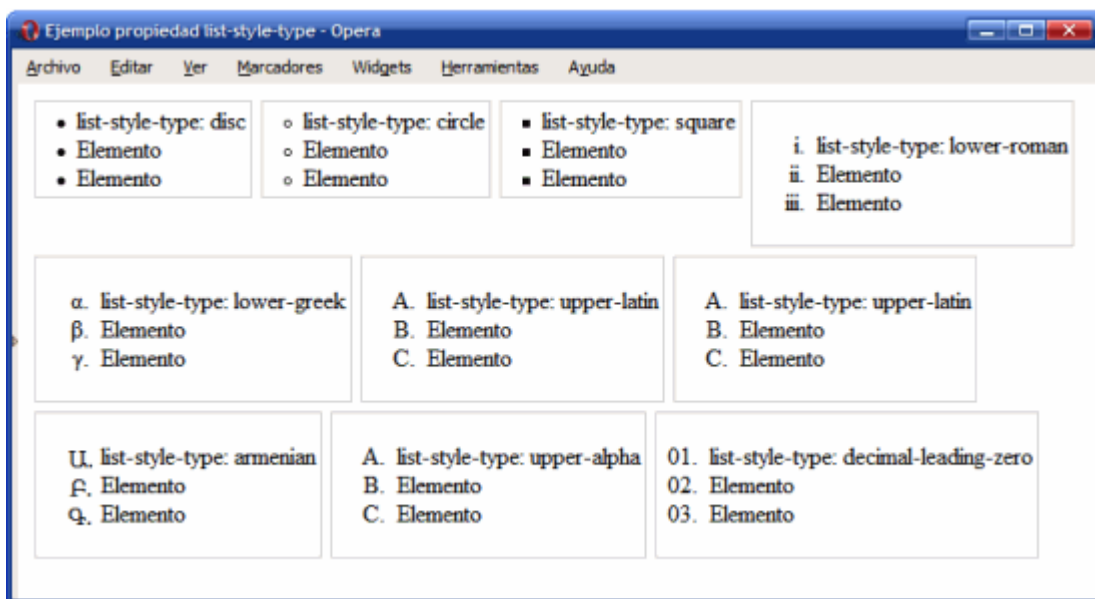 Ejemplo propiedad list-style-type - Opera
Archivo Editar Ver Marcadores Widgets Herramientas Ayuda
• list-style-type: disc
• Elemento
• Elemento
◦ list-style-type: circle
◦ Elemento
◦ Elemento
▪ list-style-type: square
▪ Elemento
▪ Elemento
i. list-style-type: lower-roman
ii. Elemento
iii. Elemento
α. list-style-type: lower-greek
β. Elemento
γ. Elemento
A. list-style-type: upper-latin
B. Elemento
C. Elemento
A. list-style-type: upper-latin
B. Elemento
C. Elemento
Ա. list-style-type: armenian
Բ. Elemento
Գ. Elemento
A. list-style-type: upper-alpha
B. Elemento
C. Elemento
01. list-style-type: decimal-leading-zero
02. Elemento
03. Elemento